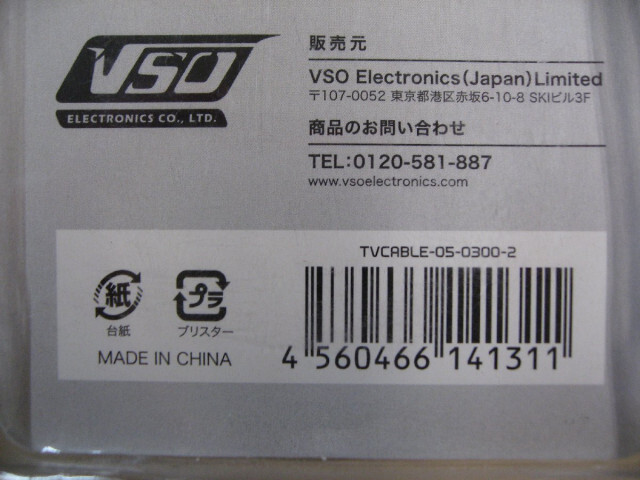 VSO
ELECTRONICS CO., LTD.
販売元
VSO Electronics(Japan)Limited
〒107-0052 東京都港区赤坂6-10-8 SKIビル3F
商品のお問い合わせ
TEL:0120-581-887
www.vsoelectronics.com
TVCABLE-05-0300-2
紙
台紙
プラ
ブリスター
MADE IN CHINA
4 560466 141311